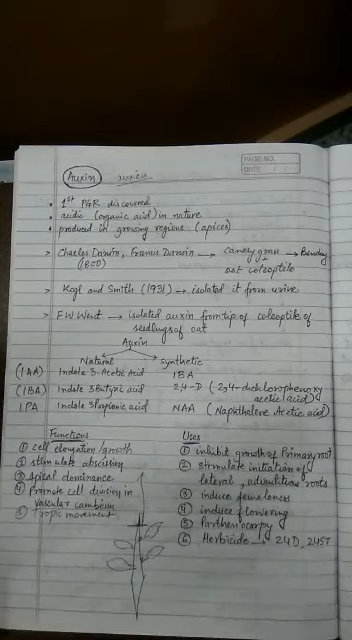 PAGE NO.
DATE
Auxin auxein
• 1st PGR discovered
• acidic (organic acid) in nature
• produced in growing regions (apices)
> Charles Darwin, Francis Darwin → Canary grass → Bending
(1880) oat coleoptile
> Kogl and Smith (1931) → isolated it from urine
> F W Went → isolated auxin from tip of coleoptile of
seedlings of oat
Auxin
Natural Synthetic
(IAA) Indole 3-Acetic Acid IBA
(IBA) Indole 3 Butyric acid 2,4-D (2,4-dichlorophenoxy
acetic acid)
IPA Indole 3 Propionic acid NAA (Naphthalene Acetic acid)
Functions Uses
① cell elongation/growth ① inhibit growth of Primary root
② stimulate abscission ② stimulate initiation of
③ apical dominance lateral, adventitious roots
④ Promote cell division in ③ induce femaleness
vascular cambium ④ induce flowering
⑤ Tropic movement ⑤ Parthenocarpy
⑥ Herbicide → 2,4D, 2,4,5T